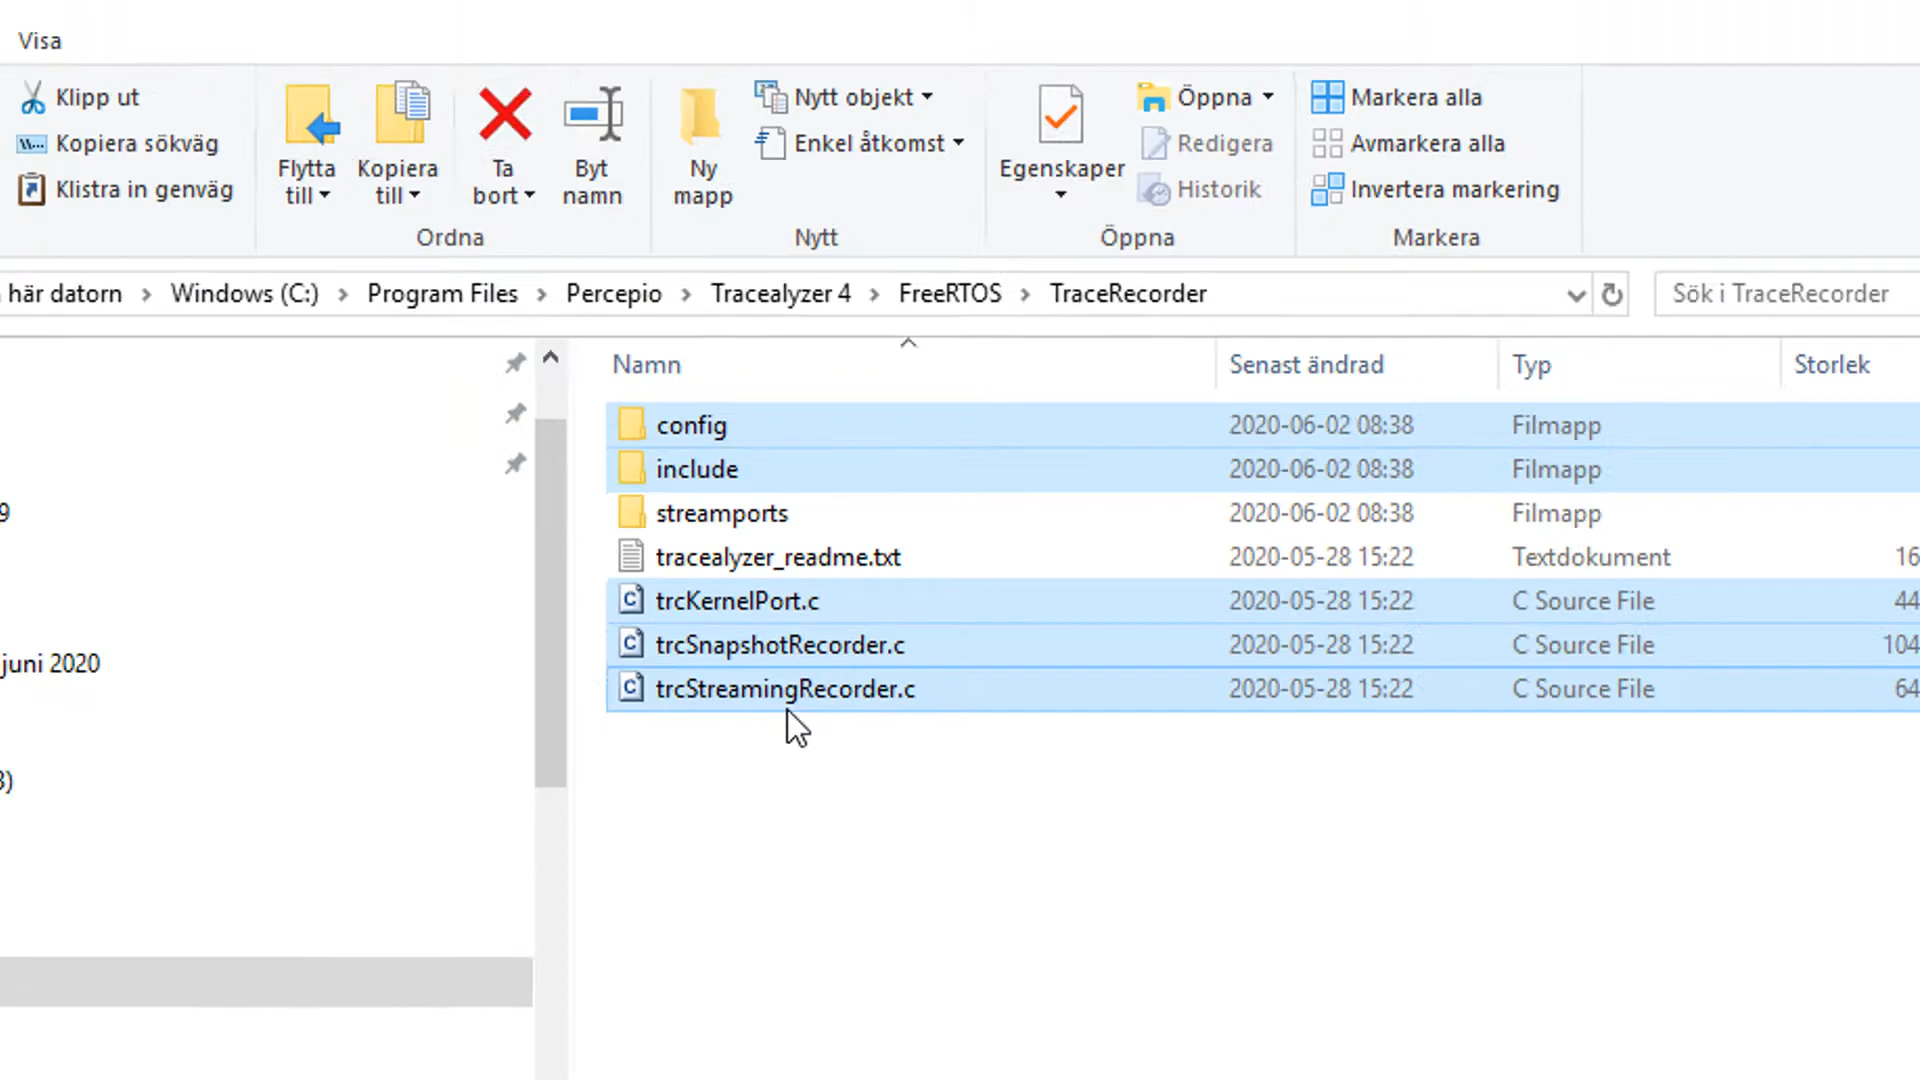 Visa
Klipp ut
Kopiera sökväg
Klistra in genväg
Flytta till
Kopiera till
Ta bort
Byt namn
Ordna
Ny mapp
Nytt objekt
Enkel åtkomst
Nytt
Egenskaper
Öppna
Redigera
Historik
Öppna
Markera alla
Avmarkera alla
Invertera markering
Markera
här datorn > Windows (C:) > Program Files > Percepio > Tracealyzer 4 > FreeRTOS > TraceRecorder
Sök i TraceRecorder
Namn Senast ändrad Typ Storlek
config 2020-06-02 08:38 Filmapp
include 2020-06-02 08:38 Filmapp
streamports 2020-06-02 08:38 Filmapp
tracealyzer_readme.txt 2020-05-28 15:22 Textdokument 16
trcKernelPort.c 2020-05-28 15:22 C Source File 44
trcSnapshotRecorder.c 2020-05-28 15:22 C Source File 104
trcStreamingRecorder.c 2020-05-28 15:22 C Source File 64
9
juni 2020
3)